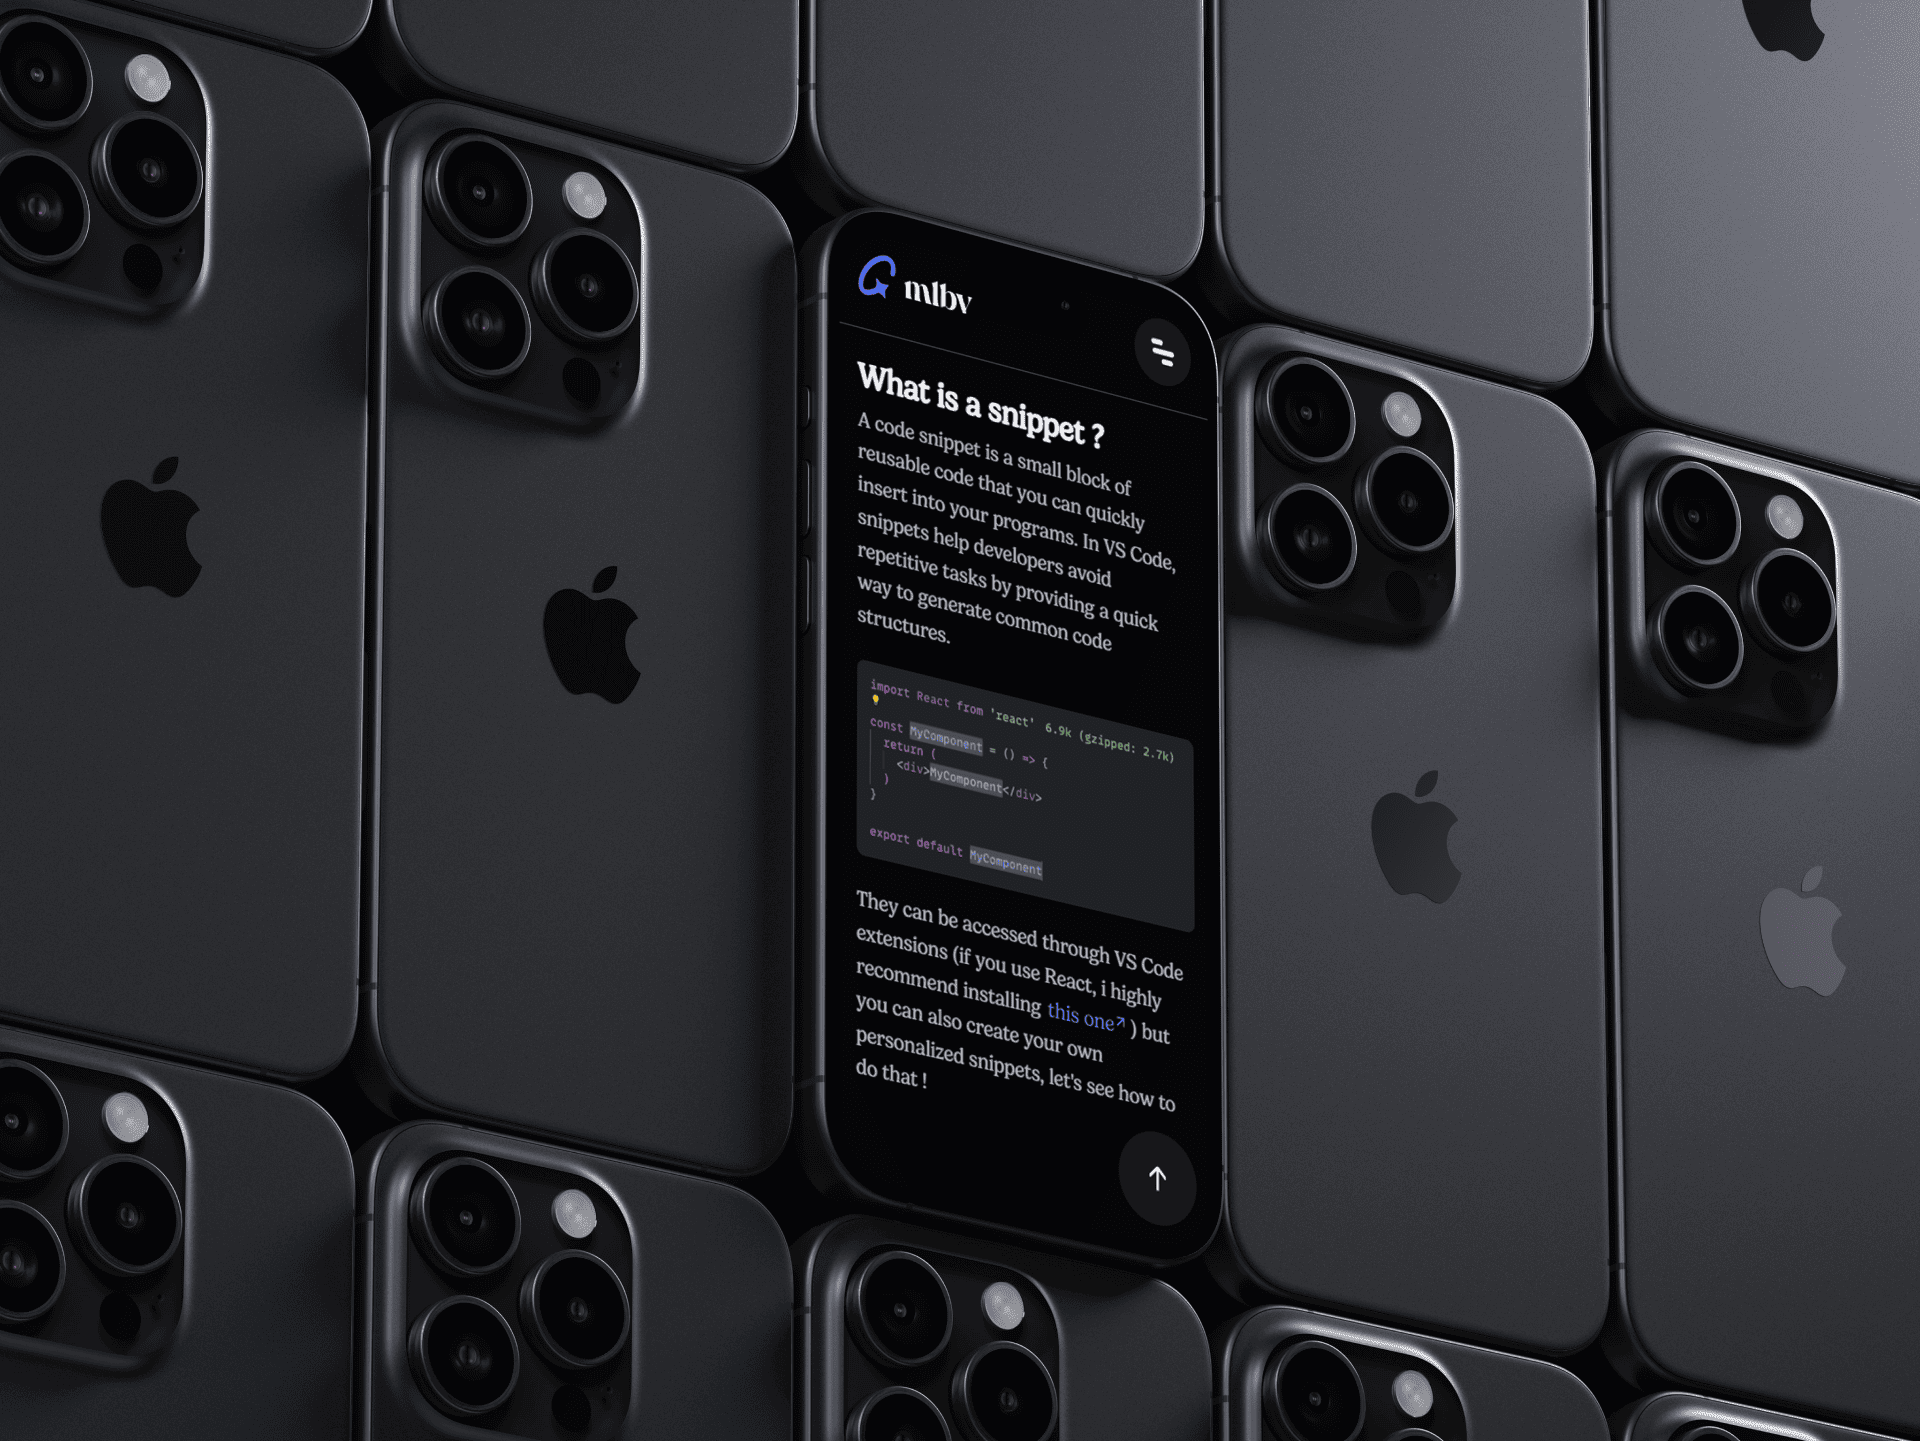 mlbv
What is a snippet ?
A code snippet is a small block of
reusable code that you can quickly
insert into your programs. In VS Code,
snippets help developers avoid
repetitive tasks by providing a quick
way to generate common code
structures.
import React from 'react' 6.9k (gzipped: 2.7k)
const MyComponent = () => {
return (
<div>MyComponent</div>
)
}
export default MyComponent
They can be accessed through VS Code
extensions (if you use React, i highly
recommend installing this one↗ ) but
you can also create your own
personalized snippets, let's see how to
do that !